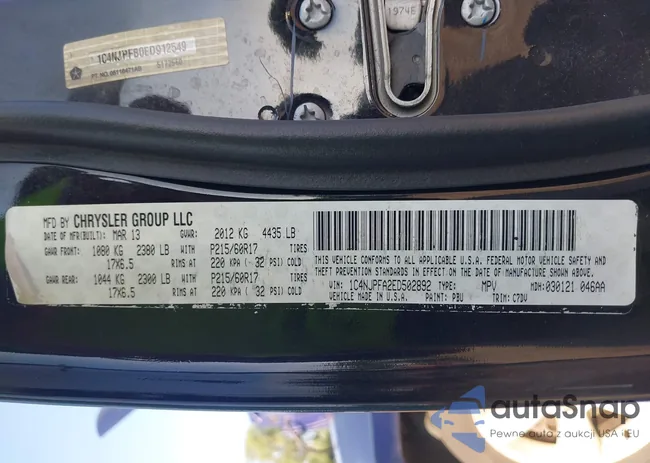 1974E
1C4NJPFB0ED912549
MFD BY CHRYSLER GROUP LLC
DATE OF MFR(BUILT): MAR 13 GVWR: 2012 KG 4435 LB
GAWR FRONT: 1080 KG 2380 LB WITH P215/60R17 TIRES
17X6.5 RIMS AT 220 KPA ( 32 PSI) COLD
GAWR REAR: 1044 KG 2300 LB WITH P215/60R17 TIRES
17X6.5 RIMS AT 220 KPA ( 32 PSI) COLD
THIS VEHICLE CONFORMS TO ALL APPLICABLE U.S.A. FEDERAL MOTOR VEHICLE SAFETY
AND THEFT PREVENTION STANDARDS IN EFFECT ON THE DATE OF MANUFACTURE SHOWN ABOVE
VIN: 1C4NJPFA2ED502892 TYPE: MPV MDH: 030121 046AA
VEHICLE MADE IN U.S.A. PAINT: PBU TRIM: C7DV
autoSnap
Pewne auto z aukcji USA i EU